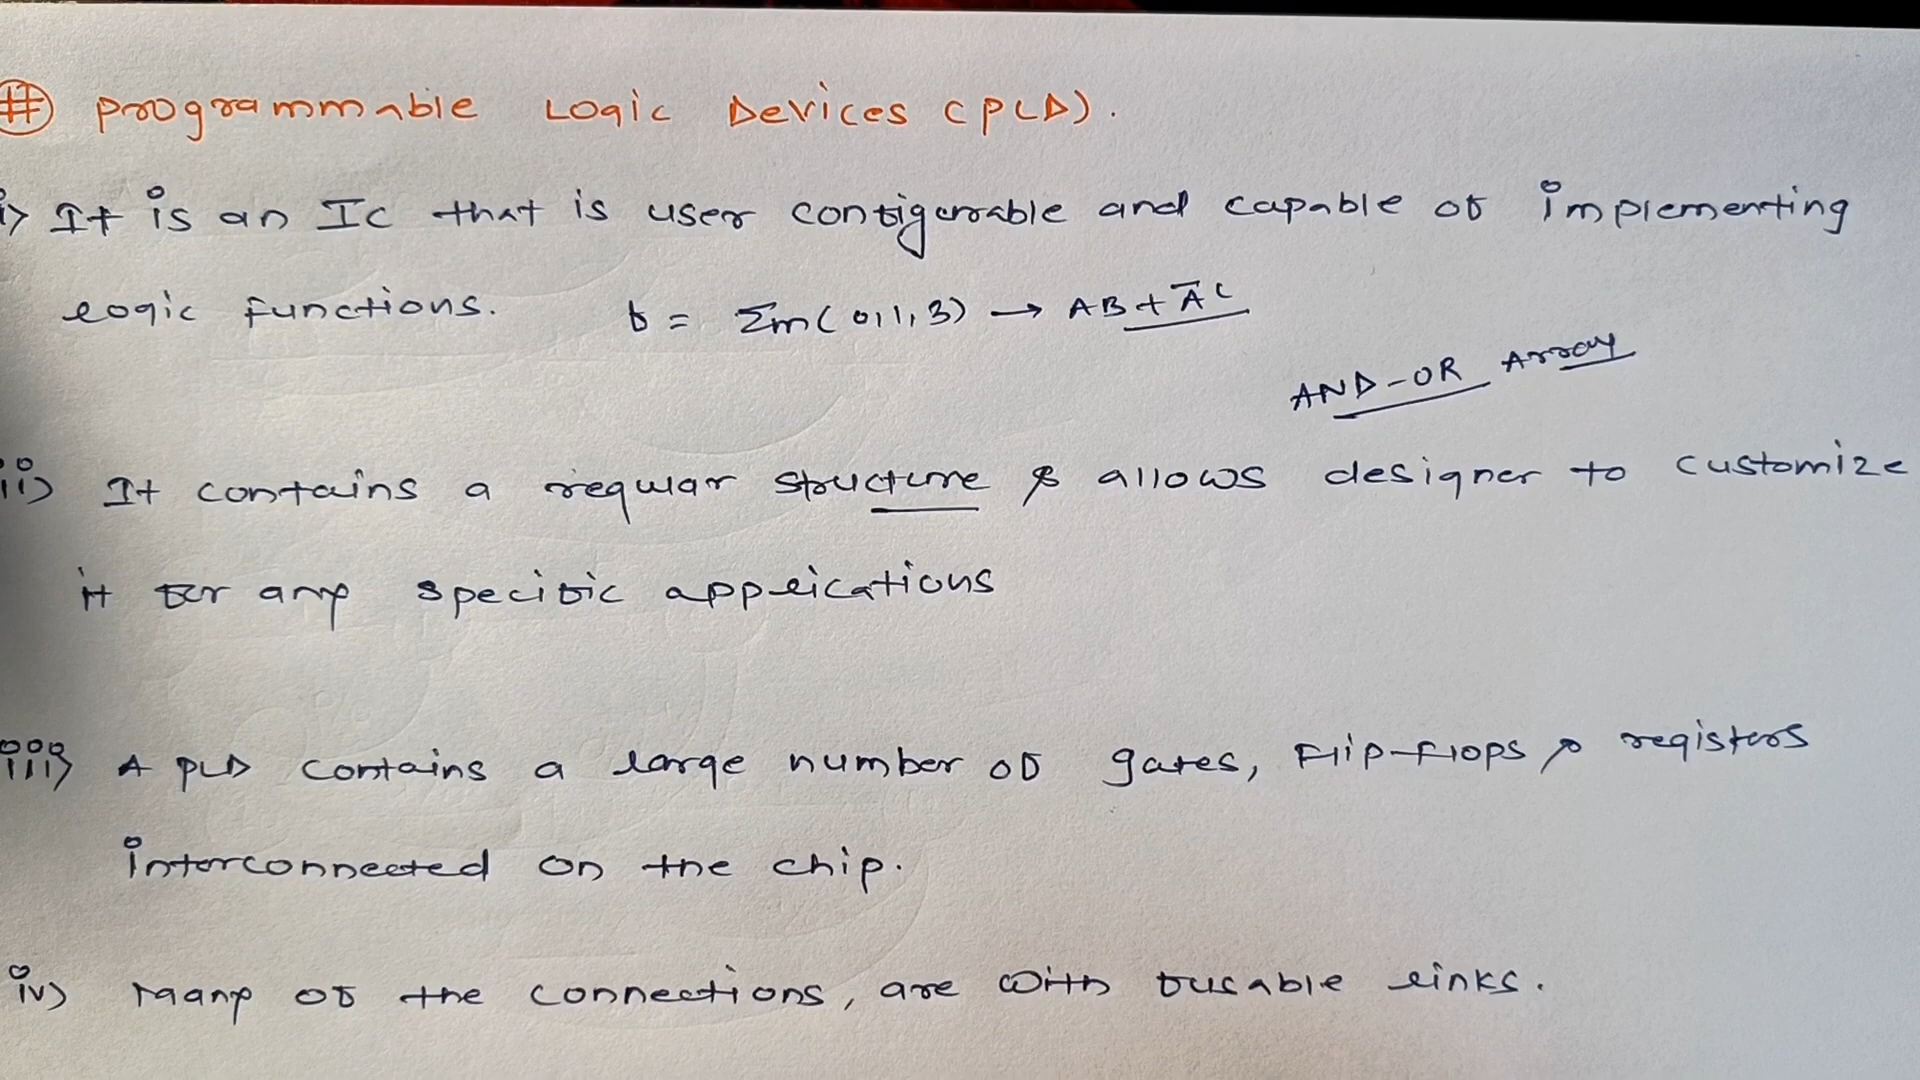 # Programmable Logic Devices (PLD).
i) It is an IC that is user configurable and capable of implementing
logic functions. f = Σm(0,1,3) → AB + A̅C
AND-OR Array
ii) It contains a regular structure & allows designer to customize
it for any specific applications
iii) A PLD contains a large number of gates, Flip-Flops & registers
interconnected on the chip.
iv) Many of the connections, are with fusable links.